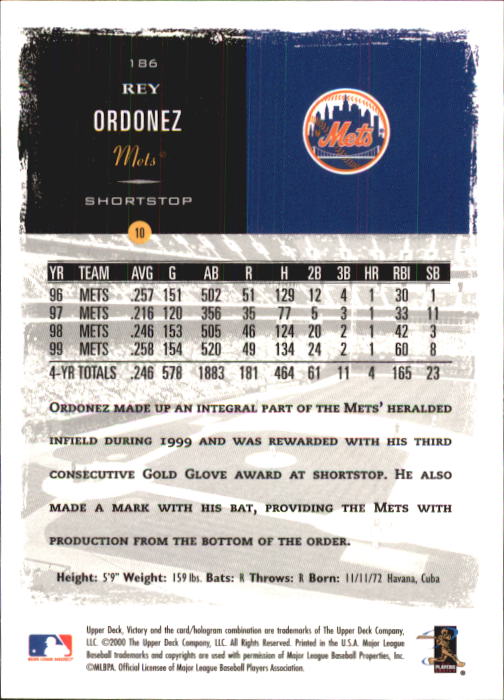 186
REY
ORDONEZ
Mets
SHORTSTOP
Mets
10
YR TEAM AVG G AB R H 2B 3B HR RBI SB
96 METS .257 151 502 51 129 12 4 1 30 1
97 METS .216 120 356 35 77 5 3 1 33 11
98 METS .246 153 505 46 124 20 2 1 42 3
99 METS .258 154 520 49 134 24 2 1 60 8
4-YR TOTALS .246 578 1883 181 464 61 11 4 165 23
ORDONEZ MADE UP AN INTEGRAL PART OF THE METS' HERALDED
INFIELD DURING 1999 AND WAS REWARDED WITH HIS THIRD
CONSECUTIVE GOLD GLOVE AWARD AT SHORTSTOP. HE ALSO
MADE A MARK WITH HIS BAT, PROVIDING THE METS WITH
PRODUCTION FROM THE BOTTOM OF THE ORDER.
Height: 5'9" Weight: 159 lbs. Bats: R Throws: R Born: 11/11/72 Havana, Cuba
Upper Deck, Victory and the card/hologram combination are trademarks of The Upper Deck Company,
LLC. ©2000 The Upper Deck Company, LLC. All Rights Reserved. Printed in the U.S.A. Major League
Baseball trademarks and copyrights are used with permission of Major League Baseball Properties, Inc.
©MLBPA. Official Licensee of Major League Baseball Players Association.
PLAYERS